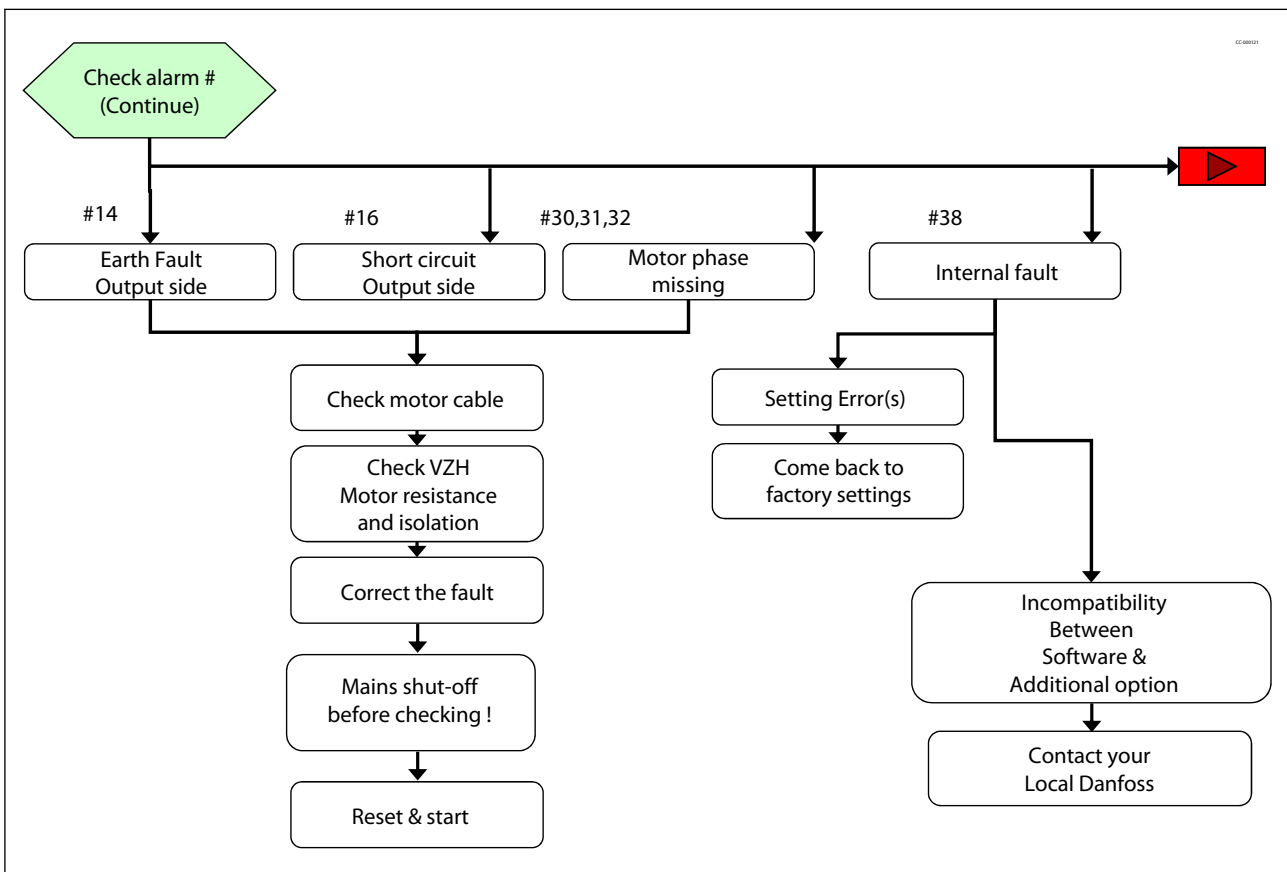 CC-000121
Check alarm #
(Continue)
#14
#16
#30,31,32
#38
Earth Fault
Output side
Short circuit
Output side
Motor phase
missing
Internal fault
Check motor cable
Setting Error(s)
Check VZH
Motor resistance
and isolation
Come back to
factory settings
Correct the fault
Incompatibility
Between
Software &
Additional option
Mains shut-off
before checking !
Contact your
Local Danfoss
Reset & start